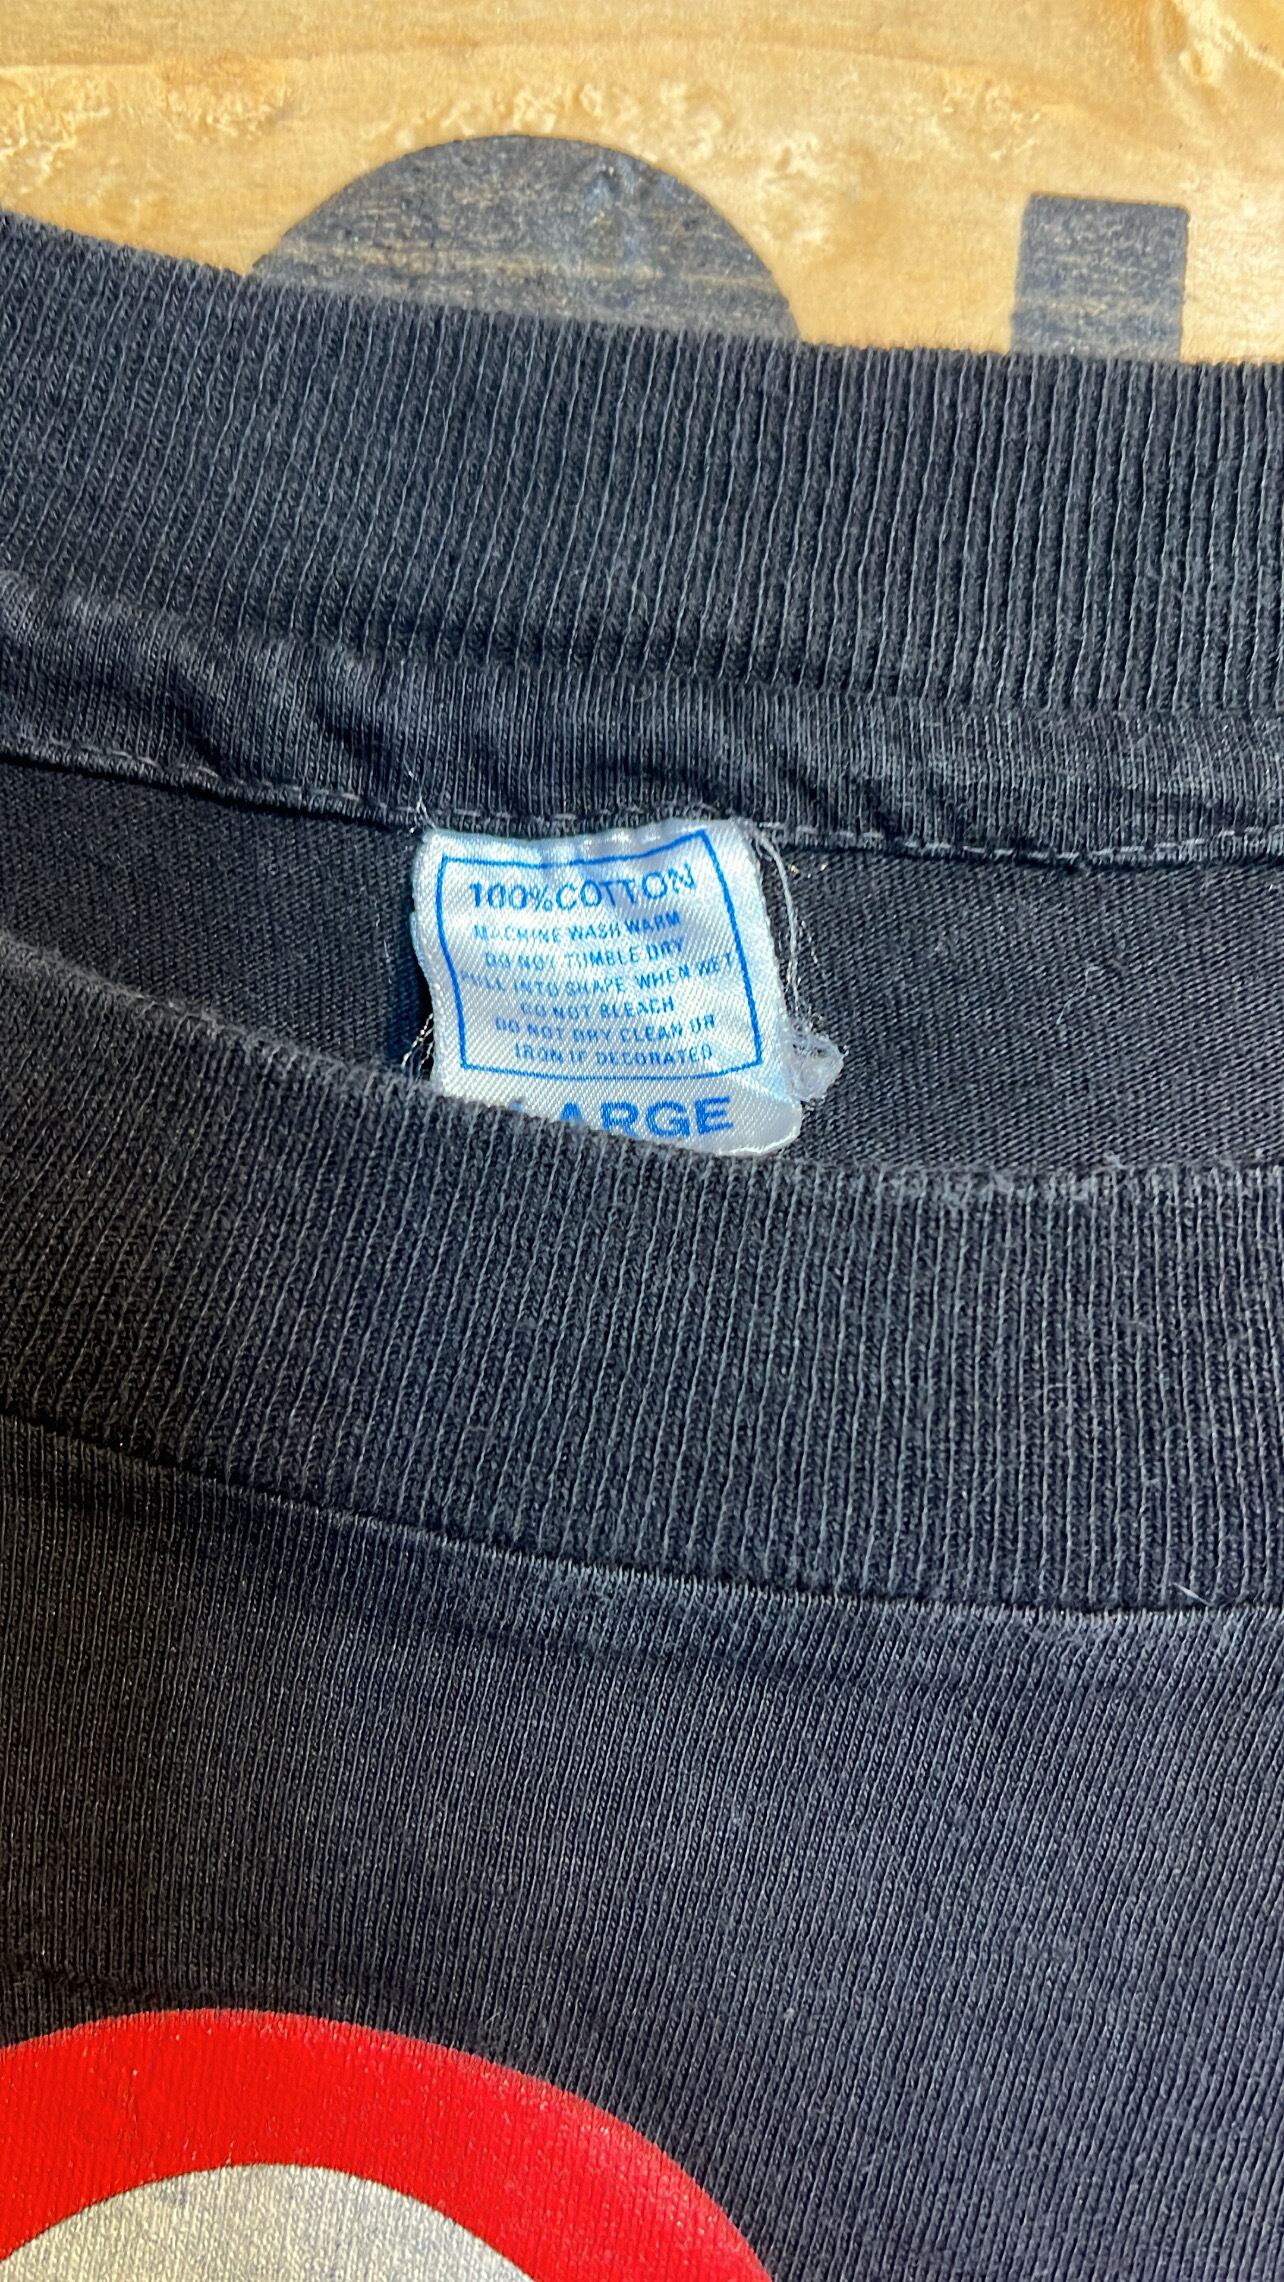 100% COTTON
MACHINE WASH WARM
DO NOT TUMBLE DRY
PULL INTO SHAPE WHEN WET
DO NOT BLEACH
DO NOT DRY CLEAN OR
IRON IF DECORATED
LARGE